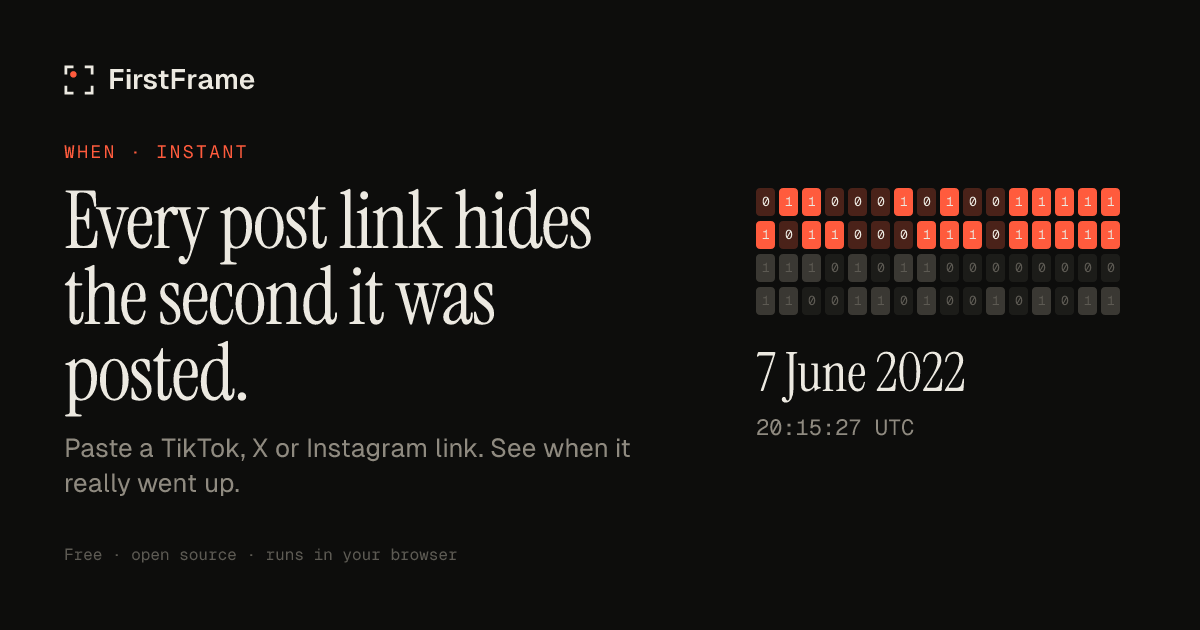 FirstFrame
WHEN · INSTANT
Every post link hides
the second it was
posted.
Paste a TikTok, X or Instagram link. See when it
really went up.
Free · open source · runs in your browser
0 1 1 0 0 0 1 0 1 0 0 1 1 1 1 1
1 0 1 1 0 0 0 1 1 1 0 1 1 1 1 1
1 1 1 0 1 0 1 1 0 0 0 0 0 0 0 0
1 1 0 0 1 1 0 1 0 0 1 0 1 0 1 1
7 June 2022
20:15:27 UTC